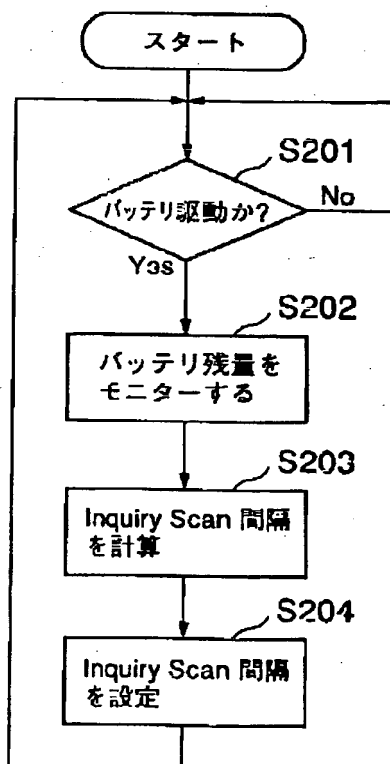 スタート
S201
バッテリ駆動か?
No
Yes
S202
バッテリ残量を
モニターする
S203
Inquiry Scan 間隔
を計算
S204
Inquiry Scan 間隔
を設定